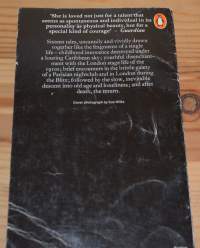 'She is loved not just for a talent that
seems as spontaneous and individual in its
personality as physical beauty, but for a
special kind of courage' – Guardian
Sixteen tales, uncannily and vividly drawn
together like the fragments of a single
life – childhood innocence destroyed under
a louring Caribbean sky; youthful disenchant-
ment with the London stage life of the
brief encounters in the brittle gaiety
of a Parisian nightclub and in London during
the Blitz; followed by the slow, inevitable
descent into old age and loneliness; and after
death, the return.
Cover photograph by